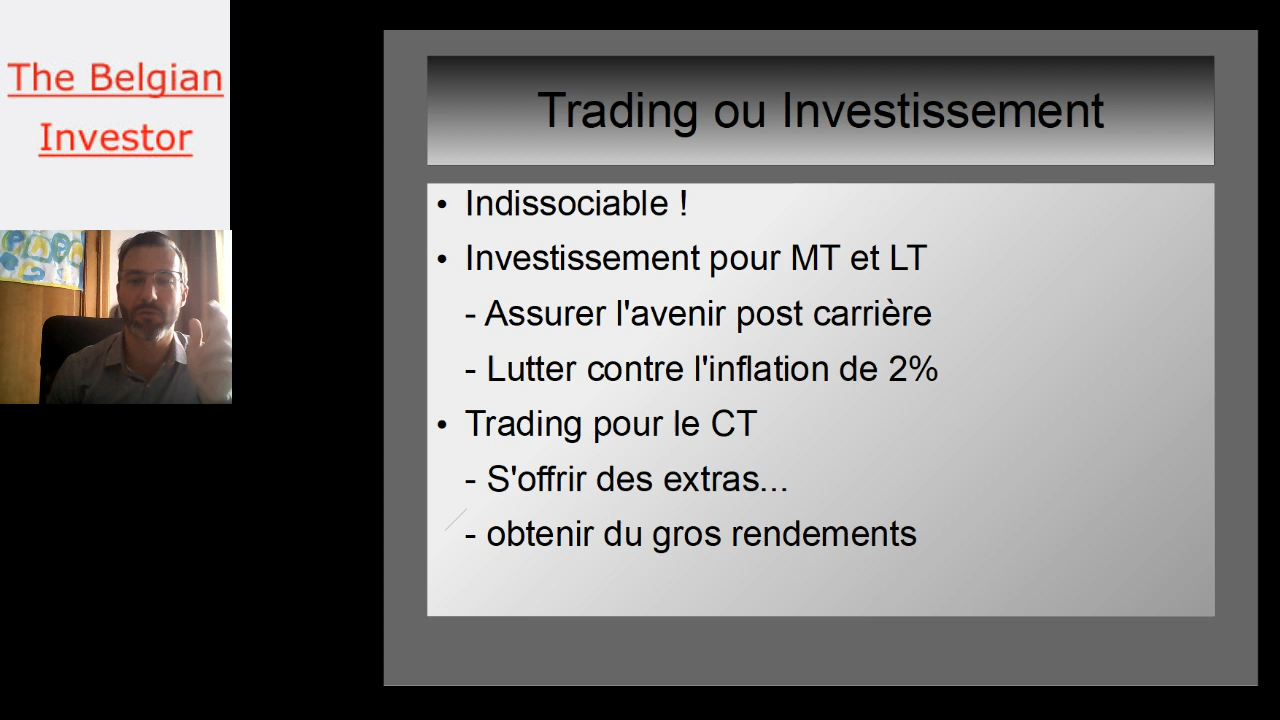 The Belgian
Investor
Trading ou Investissement
• Indissociable !
• Investissement pour MT et LT
- Assurer l'avenir post carrière
- Lutter contre l'inflation de 2%
• Trading pour le CT
- S'offrir des extras...
- obtenir du gros rendements